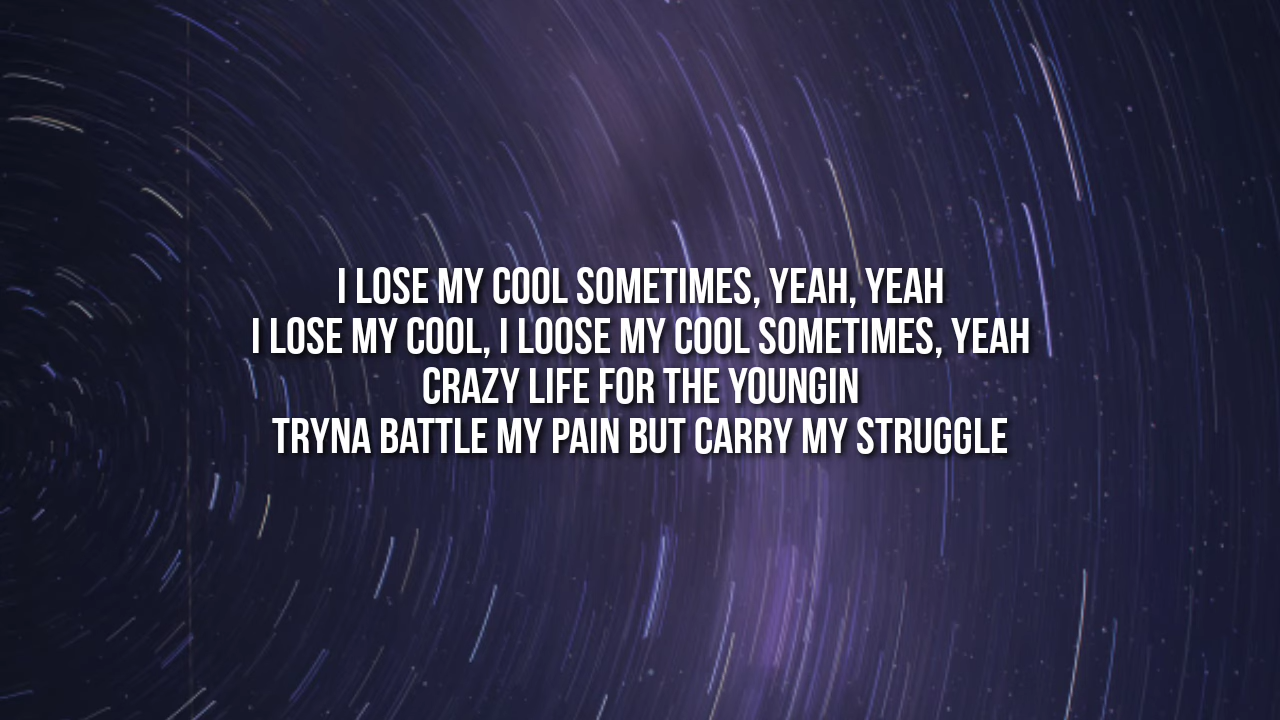 I LOSE MY COOL SOMETIMES, YEAH, YEAH
I LOSE MY COOL, I LOOSE MY COOL SOMETIMES, YEAH
CRAZY LIFE FOR THE YOUNGIN
TRYNA BATTLE MY PAIN BUT CARRY MY STRUGGLE